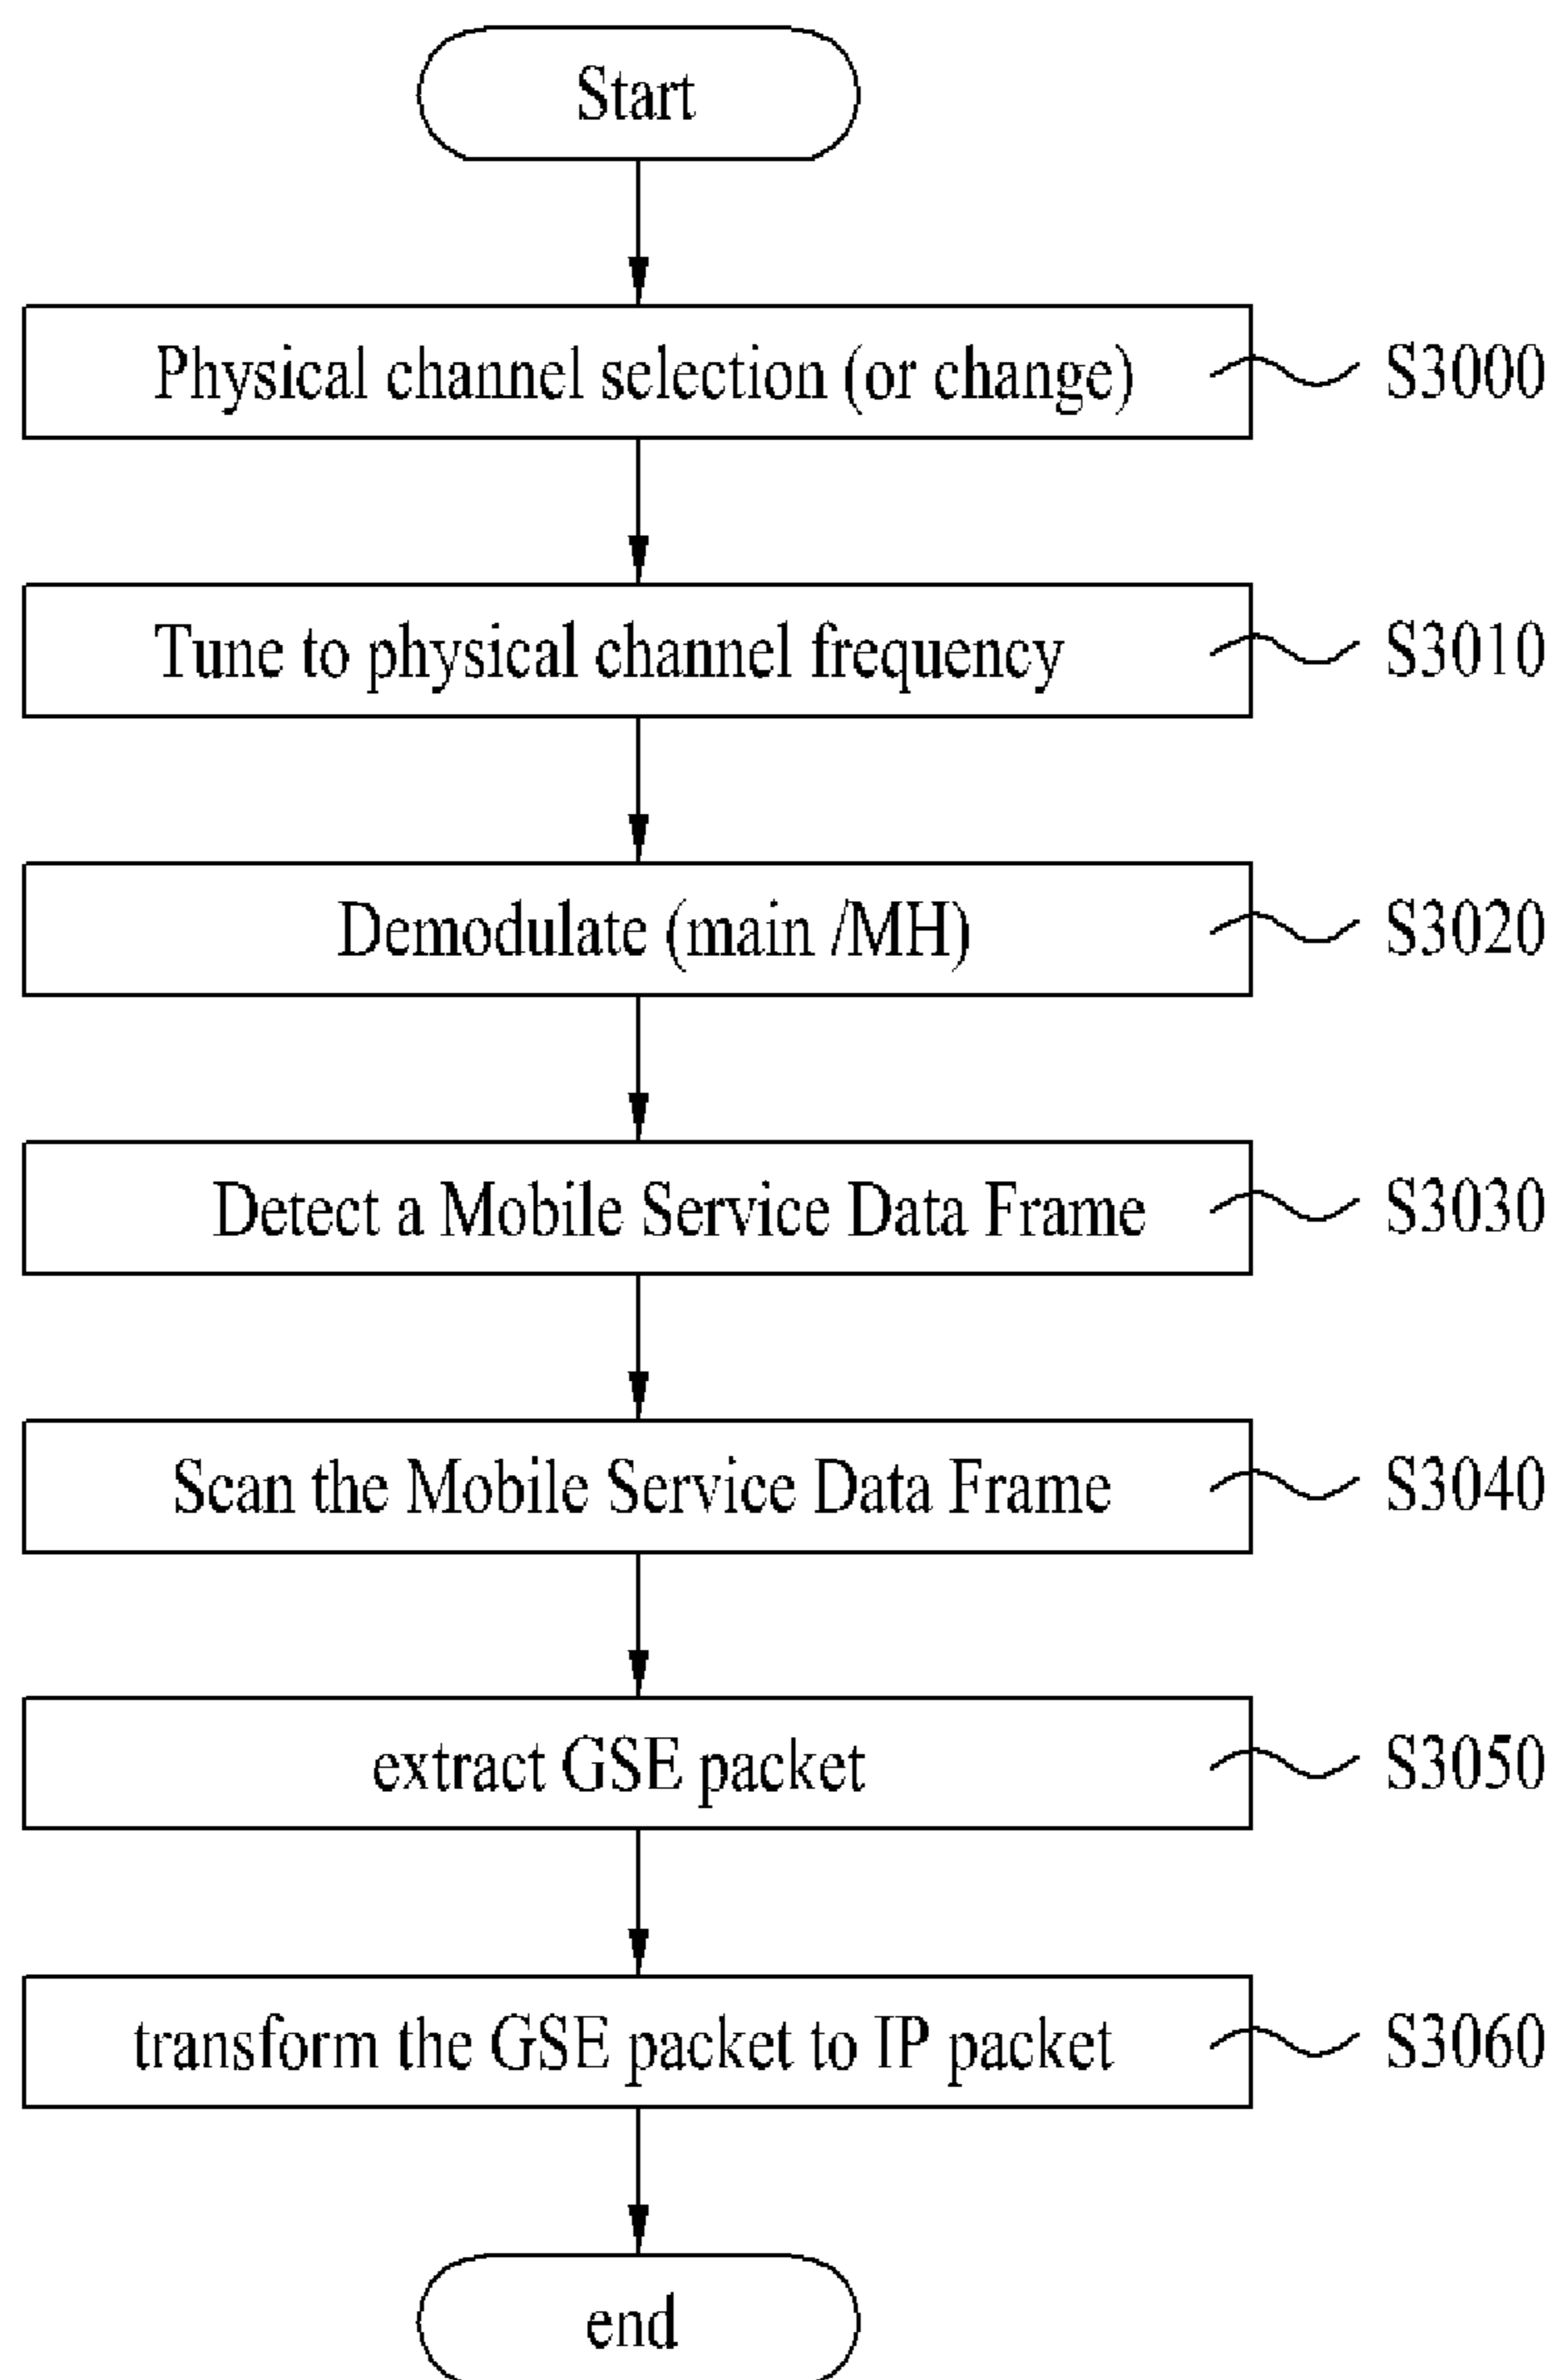 Start
Physical channel selection (or change)
S3000
Tune to physical channel frequency
S3010
Demodulate (main /MH)
S3020
Detect a Mobile Service Data Frame
S3030
Scan the Mobile Service Data Frame
S3040
extract GSE packet
S3050
transform the GSE packet to IP packet
S3060
end